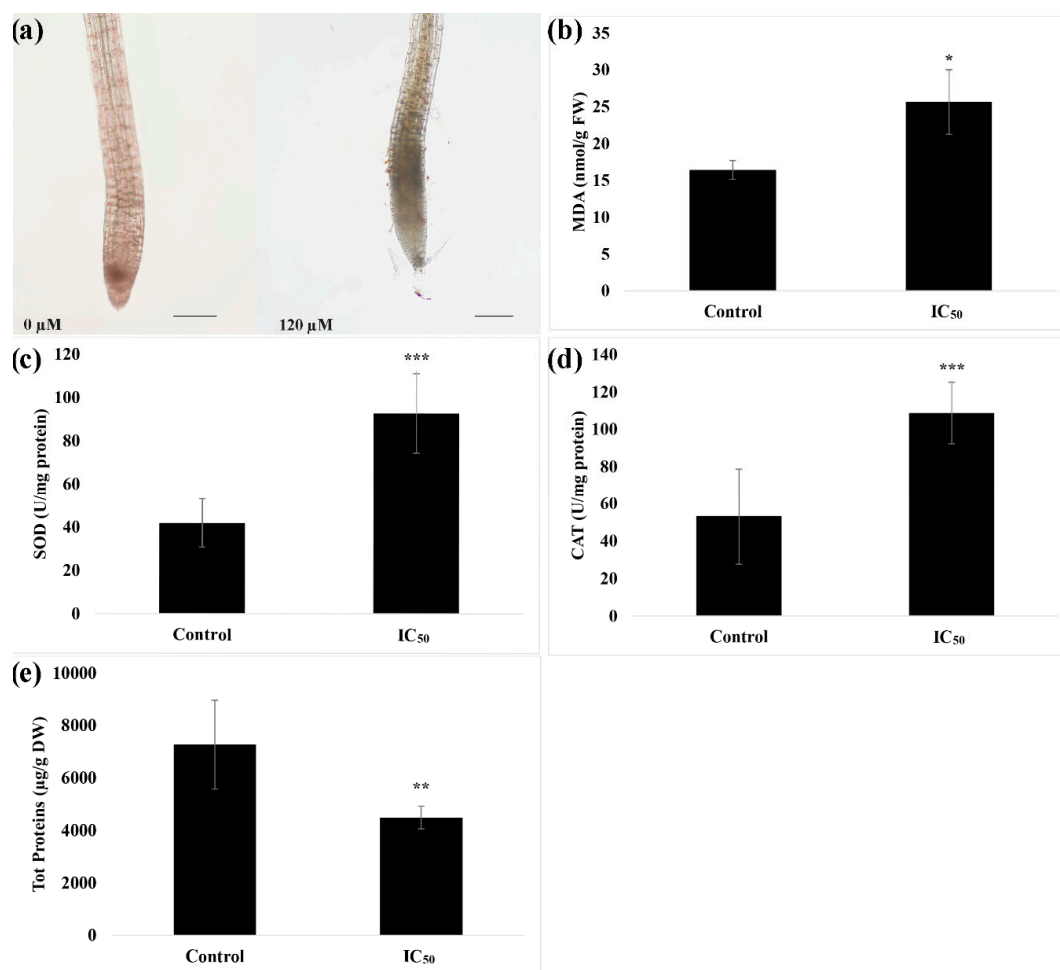 (a)
0 µM
120 µM
(b)
MDA (nmol/g FW)
35
30
25
20
15
10
5
0
*
Control
IC₅₀
(c)
SOD (U/mg protein)
120
100
80
60
40
20
0
***
Control
IC₅₀
(d)
CAT (U/mg protein)
140
120
100
80
60
40
20
0
***
Control
IC₅₀
(e)
Tot Proteins (µg/g DW)
10000
8000
6000
4000
2000
0
**
Control
IC₅₀